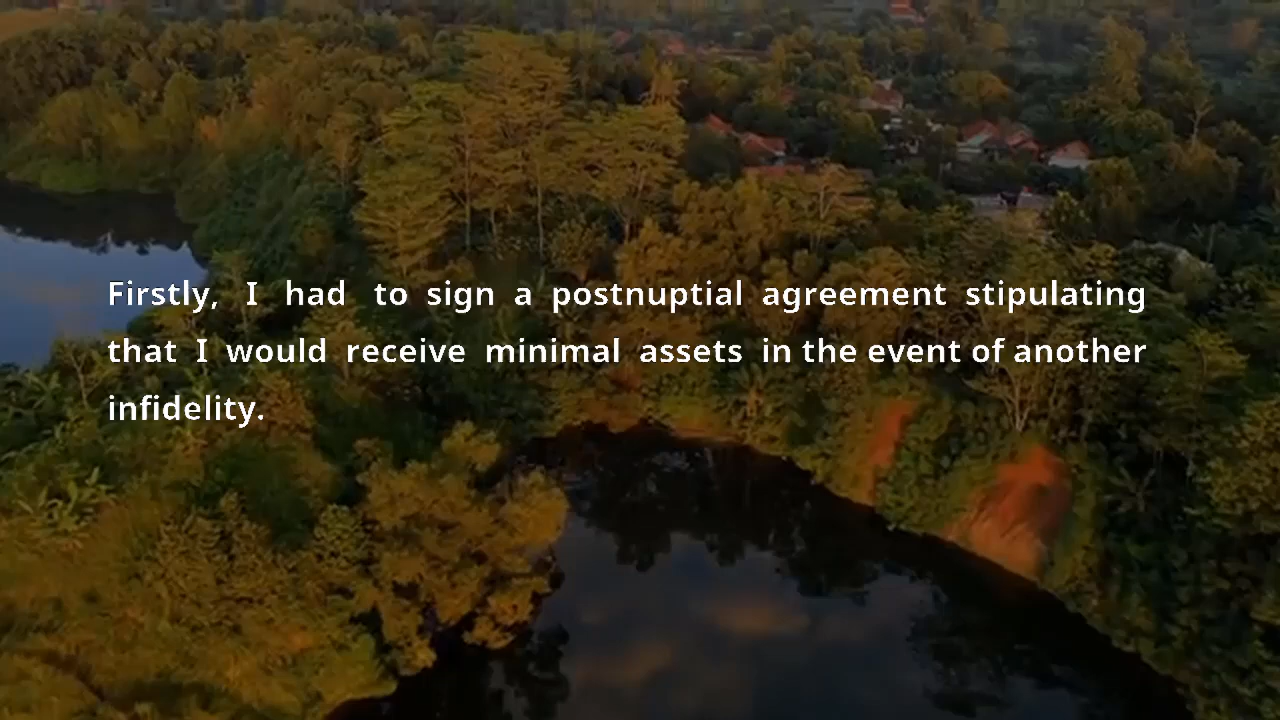 Firstly, I had to sign a postnuptial agreement stipulating
that I would receive minimal assets in the event of another
infidelity.